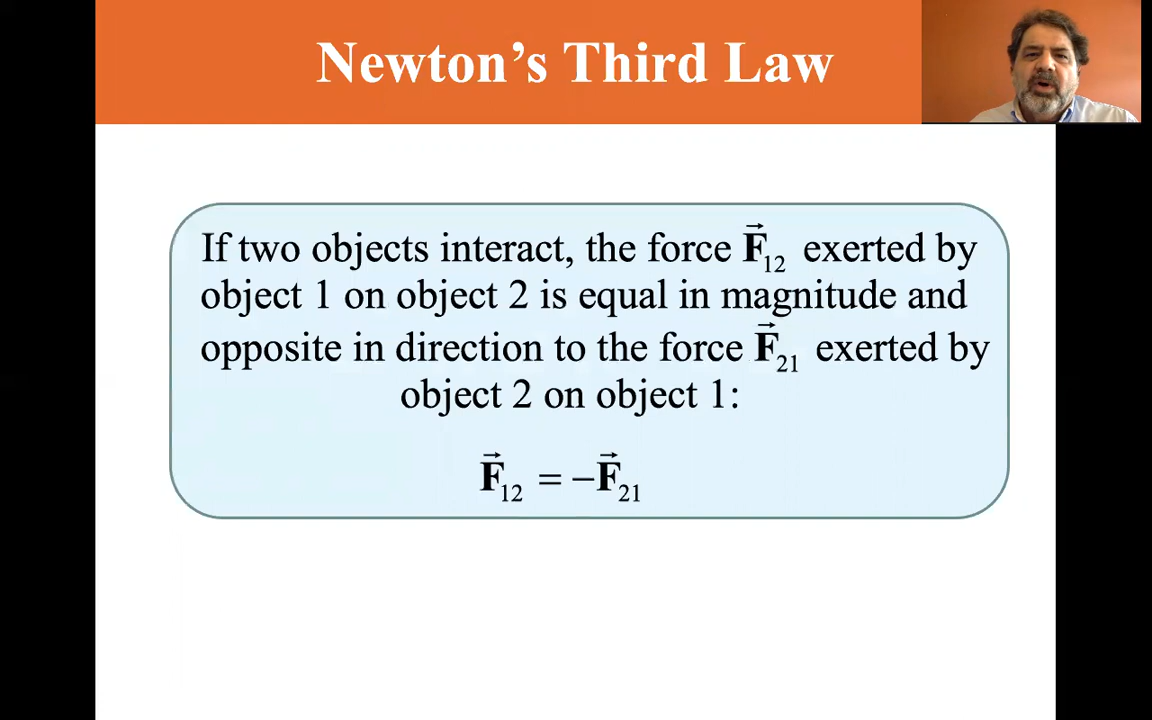 Newton’s Third Law
If two objects interact, the force F⃗₁₂ exerted by
object 1 on object 2 is equal in magnitude and
opposite in direction to the force F⃗₂₁ exerted by
object 2 on object 1:
F⃗₁₂ = −F⃗₂₁